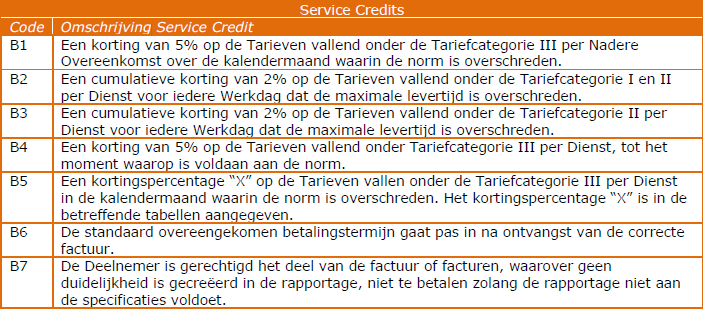 Service Credits
Code Omschrijving Service Credit
B1 Een korting van 5% op de Tarieven vallend onder de Tariefcategorie III per Nadere
Overeenkomst over de kalendermaand waarin de norm is overschreden.
B2 Een cumulatieve korting van 2% op de Tarieven vallend onder de Tariefcategorie I en II
per Dienst voor iedere Werkdag dat de maximale levertijd is overschreden.
B3 Een cumulatieve korting van 2% op de Tarieven vallend onder de Tariefcategorie II per
Dienst voor iedere Werkdag dat de maximale levertijd is overschreden.
B4 Een korting van 5% op de Tarieven vallend onder Tariefcategorie III per Dienst, tot het
moment waarop is voldaan aan de norm.
B5 Een kortingspercentage “X” op de Tarieven vallen onder de Tariefcategorie III per Dienst
in de kalendermaand waarin de norm is overschreden. Het kortingspercentage “X” is in de
betreffende tabellen aangegeven.
B6 De standaard overeengekomen betalingstermijn gaat pas in na ontvangst van de correcte
factuur.
B7 De Deelnemer is gerechtigd het deel van de factuur of facturen, waarover geen
duidelijkheid is gecreëerd in de rapportage, niet te betalen zolang de rapportage niet aan
de specificaties voldoet.